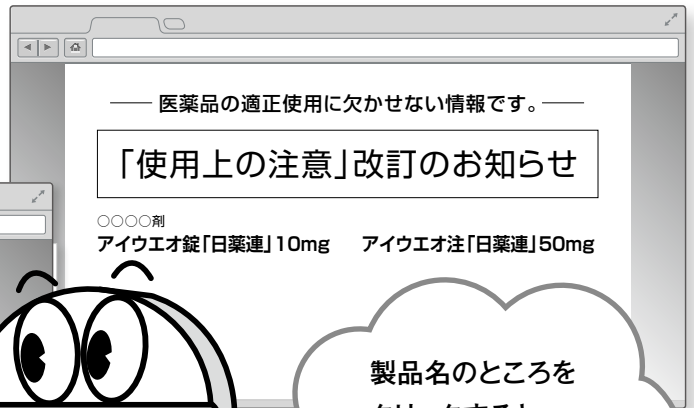 医薬品の適正使用に欠かせない情報です。
「使用上の注意」改訂のお知らせ
○○○○剤
アイウエオ錠「日薬連」10mg アイウエオ注「日薬連」50mg
製品名のところを